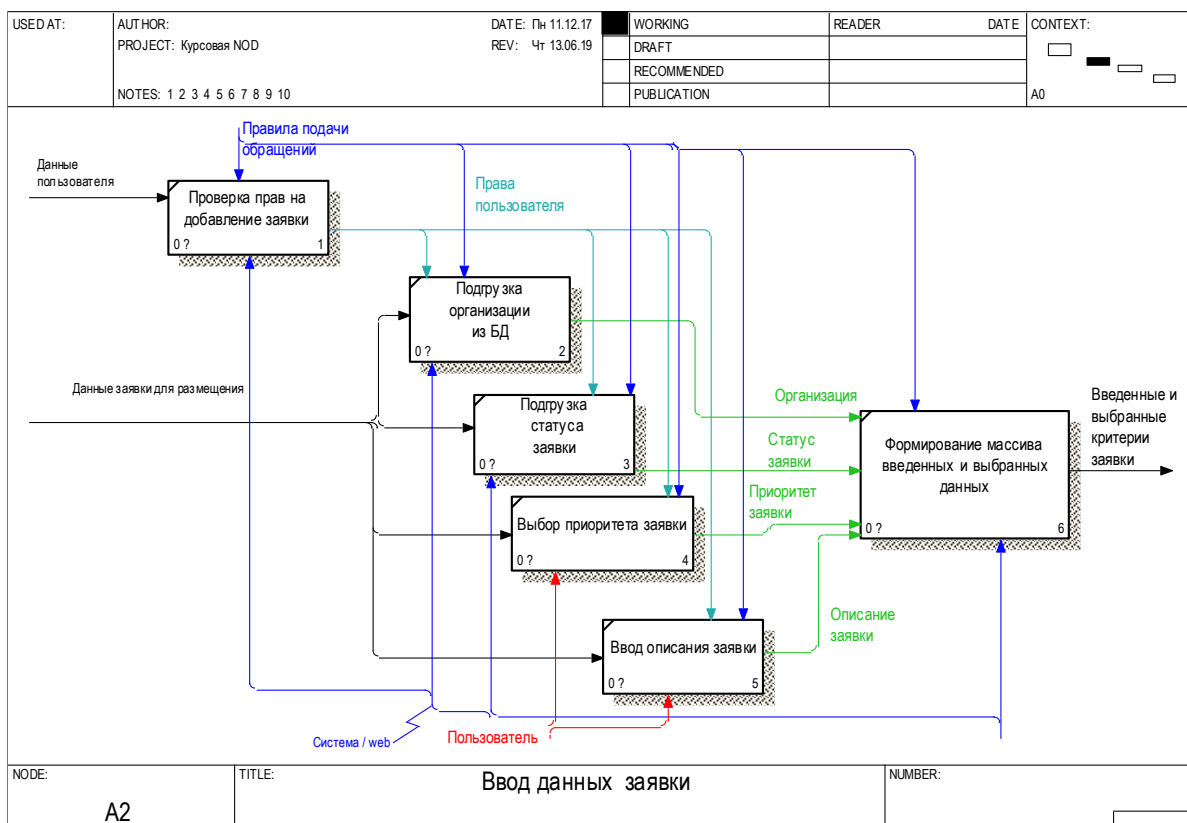 USED AT:
AUTHOR:
DATE: Пн 11.12.17
PROJECT: Курсовая NOD
REV: Чт 13.06.19
NOTES: 1 2 3 4 5 6 7 8 9 10
WORKING
DRAFT
RECOMMENDED
PUBLICATION
READER
DATE
CONTEXT:
A0
Правила подачи
обращений
Данные
пользователя
Проверка прав на
добавление заявки
0 ?
1
Права
пользователя
Подгрузка
организации
из БД
0 ?
2
Данные заявки для размещения
Подгрузка
статуса
заявки
0 ?
3
Организация
Статус
заявки
Приоритет
заявки
Введенные и
выбранные
критерии
заявки
Формирование массива
введенных и выбранных
данных
0 ?
6
Выбор приоритета заявки
0 ?
4
Описание
заявки
Ввод описания заявки
0 ?
5
Система / web
Пользователь
NODE:
A2
TITLE:
Ввод данных заявки
NUMBER: